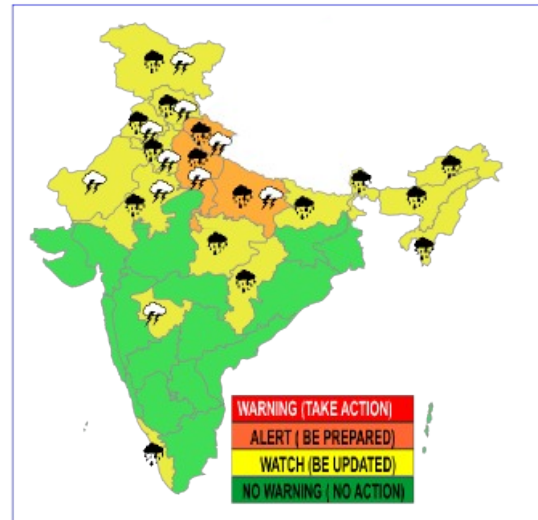 WARNING (TAKE ACTION)
ALERT ( BE PREPARED)
WATCH (BE UPDATED)
NO WARNING ( NO ACTION)